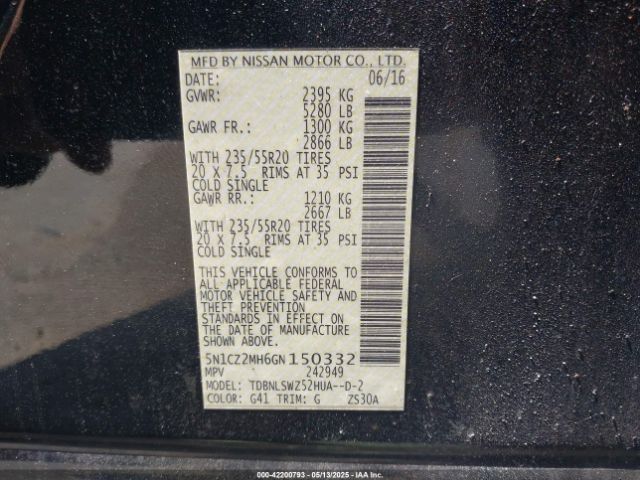 MFD BY NISSAN MOTOR CO., LTD.
DATE: 06/16
GVWR: 2395 KG
5280 LB
GAWR FR.: 1300 KG
2866 LB
WITH 235/55R20 TIRES
20 X 7.5 RIMS AT 35 PSI
COLD SINGLE
GAWR RR.: 1210 KG
2667 LB
WITH 235/55R20 TIRES
20 X 7.5 RIMS AT 35 PSI
COLD SINGLE
THIS VEHICLE CONFORMS TO
ALL APPLICABLE FEDERAL
MOTOR VEHICLE SAFETY AND
THEFT PREVENTION
STANDARDS IN EFFECT ON
THE DATE OF MANUFACTURE
SHOWN ABOVE.
5N1CZ2MH6GN150332
MPV 242949
MODEL: TDBNLSWZ52HUA--D-2
COLOR: G41 TRIM: G ZS30A
000-42200793 - 05/13/2025 - IAAI.COM